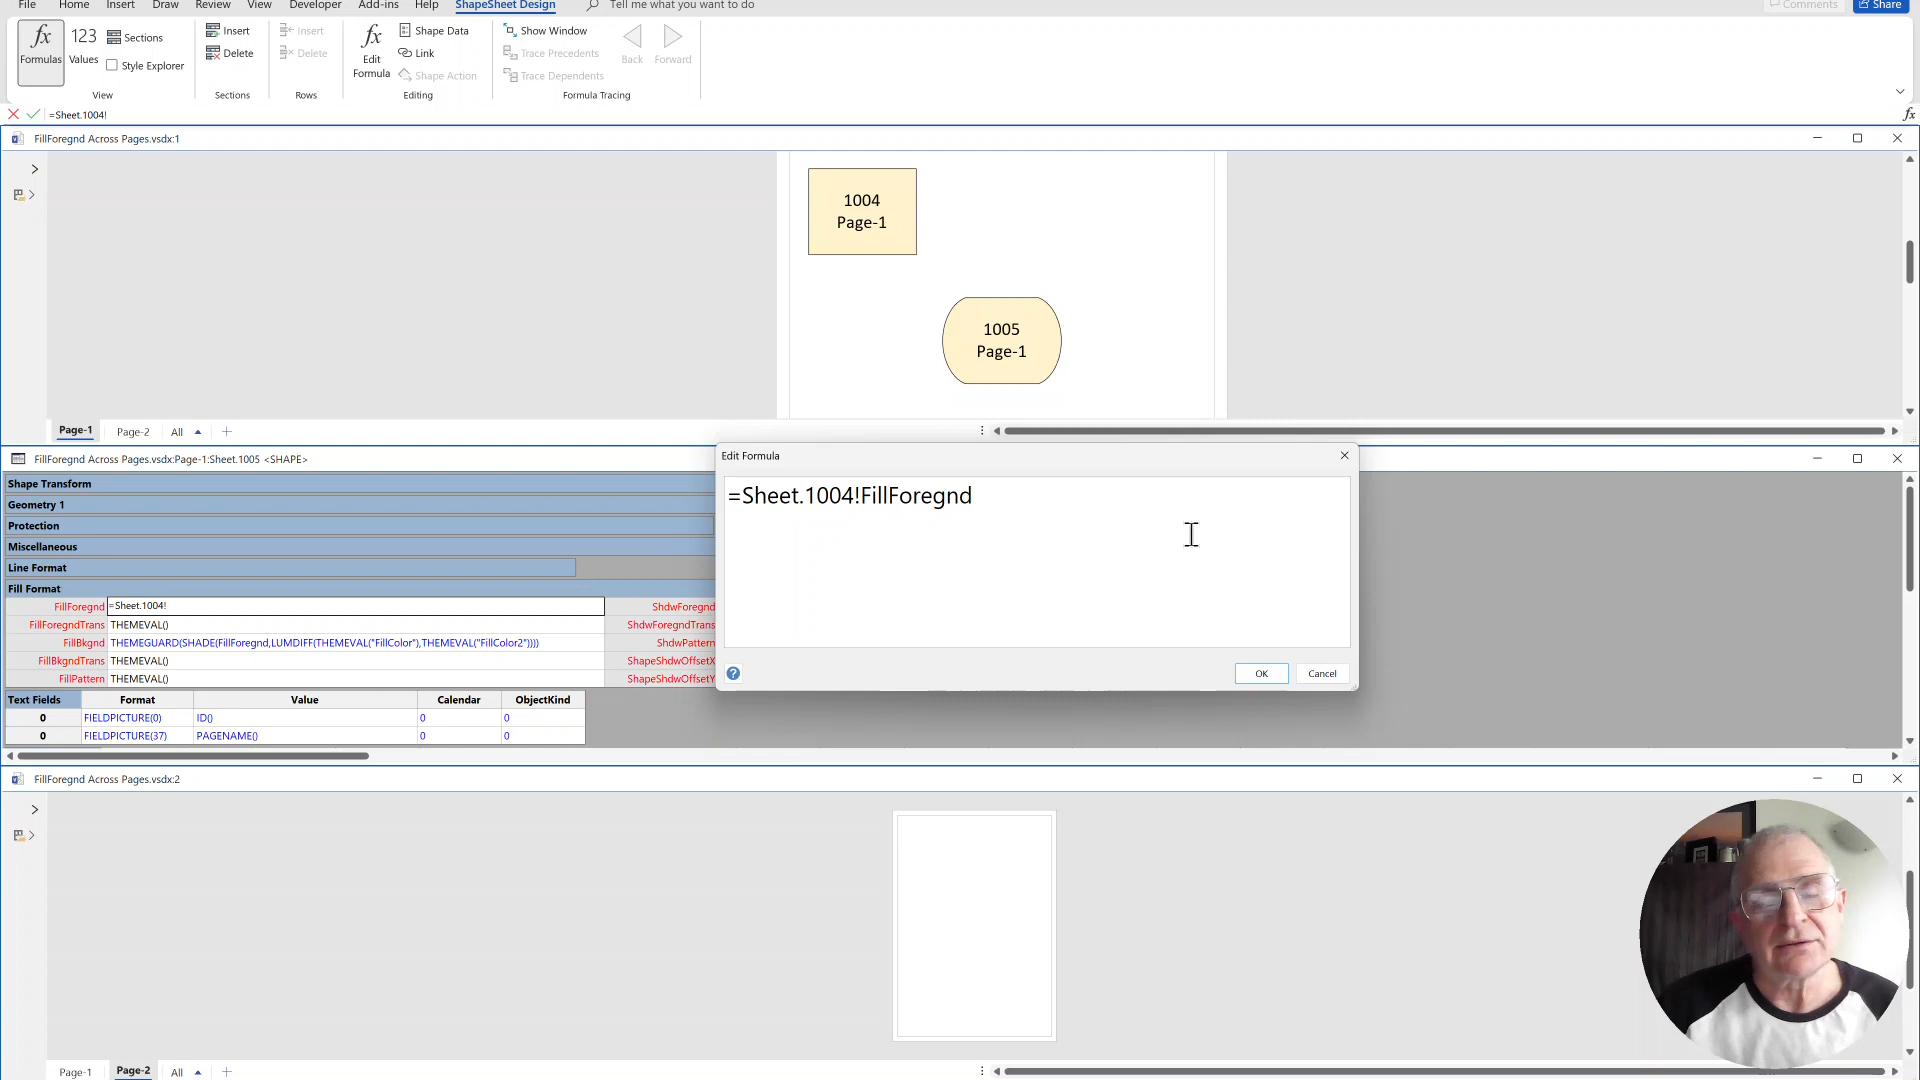 File Home Insert Draw Design Review View Developer Add-ins Help ShapeSheet Design Tell me what you want to do Comments Share
fx Formulas
123 Values
Sections
Style Explorer
View
Insert
Delete
Sections
Insert
Delete
Rows
fx Edit Formula
Shape Data
Link
Shape Action
Editing
Show Window
Trace Precedents
Trace Dependents
Back
Forward
Formula Tracing
=Sheet.1004!
fx
FillForegnd Across Pages.vsdx:1
1004
Page-1
1005
Page-1
Page-1 Page-2 All
FillForegnd Across Pages.vsdx:Page-1:Sheet.1005 <SHAPE>
Edit Formula
=Sheet.1004!FillForegnd
OK Cancel
Shape Transform
Geometry 1
Protection
Miscellaneous
Line Format
Fill Format
FillForegnd =Sheet.1004! ShdwForegnd
FillForegndTrans THEMEVAL() ShdwForegndTrans
FillBkgnd THEMEGUARD(SHADE(FillForegnd,LUMDIFF(THEMEVAL("FillColor"),THEMEVAL("FillColor2")))) ShdwPattern
FillBkgndTrans THEMEVAL() ShapeShdwOffsetX
FillPattern THEMEVAL() ShapeShdwOffsetY
Text Fields Format Value Calendar ObjectKind
0 FIELDPICTURE(0) ID() 0 0
0 FIELDPICTURE(37) PAGENAME() 0 0
FillForegnd Across Pages.vsdx:2
Page-1 Page-2 All